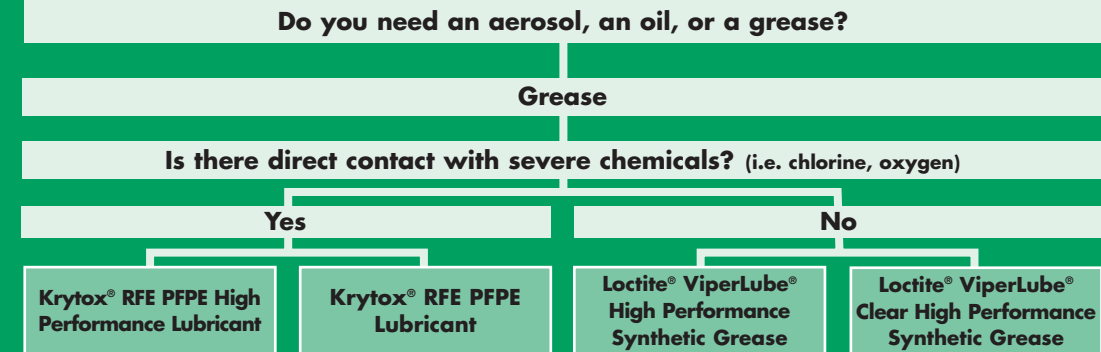 Do you need an aerosol, an oil, or a grease?
Grease
Is there direct contact with severe chemicals? (i.e. chlorine, oxygen)
Yes
No
Krytox® RFE PFPE High
Performance Lubricant
Krytox® RFE PFPE
Lubricant
Loctite® ViperLube®
High Performance
Synthetic Grease
Loctite® ViperLube®
Clear High Performance
Synthetic Grease